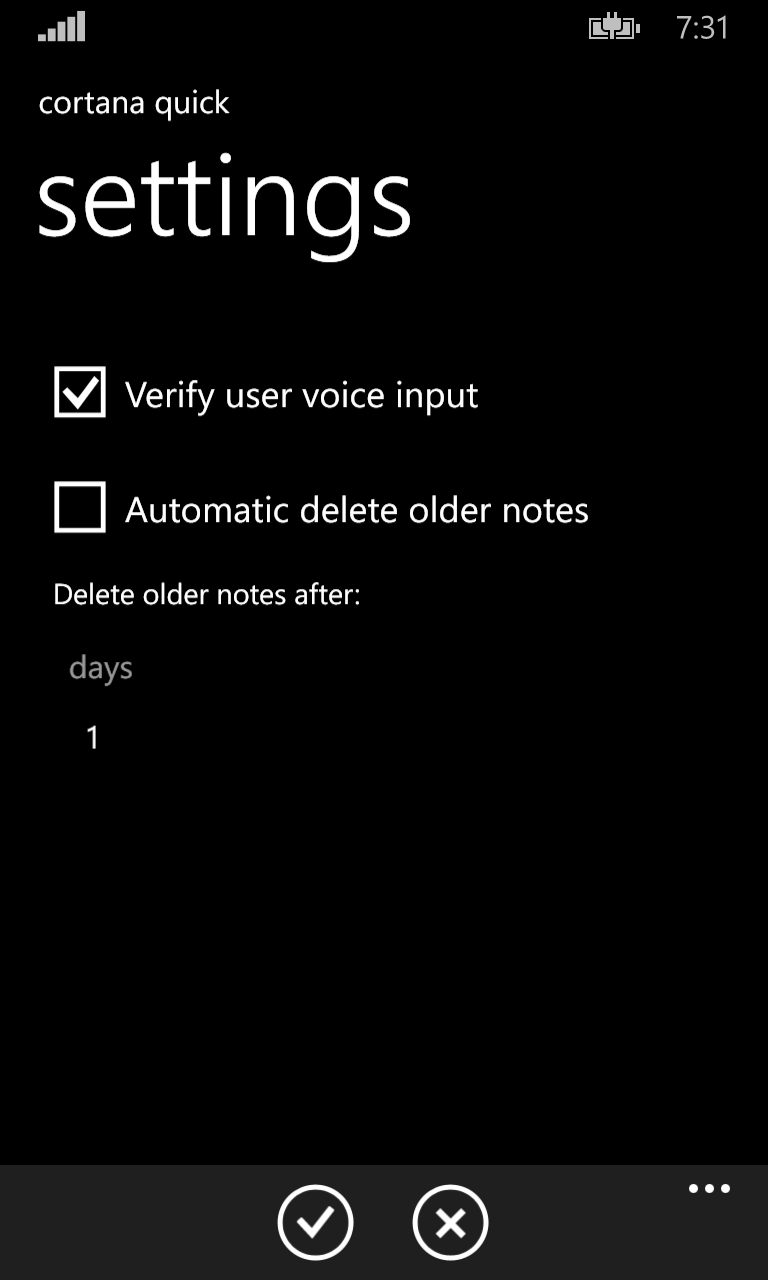 7:31
cortana quick
settings
Verify user voice input
Automatic delete older notes
Delete older notes after:
days
1